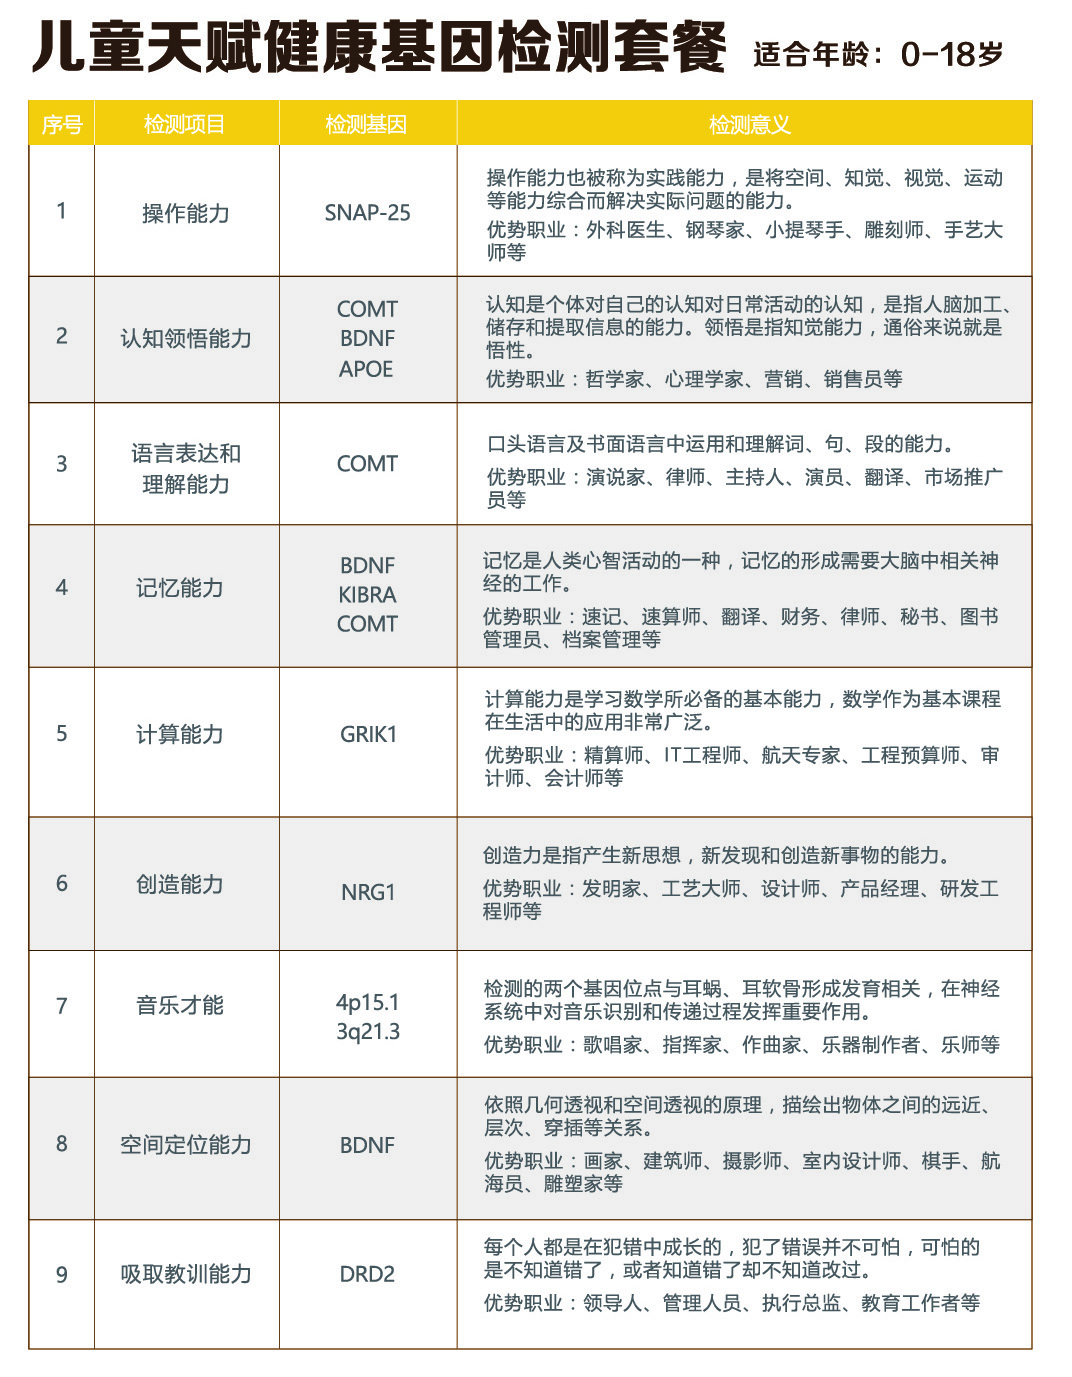 儿童天赋健康基因检测套餐 适合年龄：0-18岁
序号 检测项目 检测基因 检测意义
1
操作能力
SNAP-25
操作能力也被称为实践能力，是将空间、知觉、视觉、运动
等能力综合而解决实际问题的能力。
优势职业：外科医生、钢琴家、小提琴手、雕刻师、手艺大
师等
2
认知领悟能力
COMT
BDNF
APOE
认知是个体对自己的认知对日常活动的认知，是指人脑加工、
储存和提取信息的能力。领悟是指知觉能力，通俗来说就是
悟性。
优势职业：哲学家、心理学家、营销、销售员等
3
语言表达和
理解能力
COMT
口头语言及书面语言中运用和理解词、句、段的能力。
优势职业：演说家、律师、主持人、演员、翻译、市场推广
员等
4
记忆能力
BDNF
KIBRA
COMT
记忆是人类心智活动的一种，记忆的形成需要大脑中相关神
经的工作。
优势职业：速记、速算师、翻译、财务、律师、秘书、图书
管理员、档案管理等
5
计算能力
GRIK1
计算能力是学习数学所必备的基本能力，数学作为基本课程
在生活中的应用非常广泛。
优势职业：精算师、IT工程师、航天专家、工程预算师、审
计师、会计师等
6
创造能力
NRG1
创造力是指产生新思想，新发现和创造新事物的能力。
优势职业：发明家、工艺大师、设计师、产品经理、研发工
程师等
7
音乐才能
4p15.1
3q21.3
检测的两个基因位点与耳蜗、耳软骨形成发育相关，在神经
系统中对音乐识别和传递过程发挥重要作用。
优势职业：歌唱家、指挥家、作曲家、乐器制作者、乐师等
8
空间定位能力
BDNF
依照几何透视和空间透视的原理，描绘出物体之间的远近、
层次、穿插等关系。
优势职业：画家、建筑师、摄影师、室内设计师、棋手、航
海员、雕塑家等
9
吸取教训能力
DRD2
每个人都是在犯错中成长的，犯了错误并不可怕，可怕的
是不知道错了，或者知道错了却不知道改过。
优势职业：领导人、管理人员、执行总监、教育工作者等